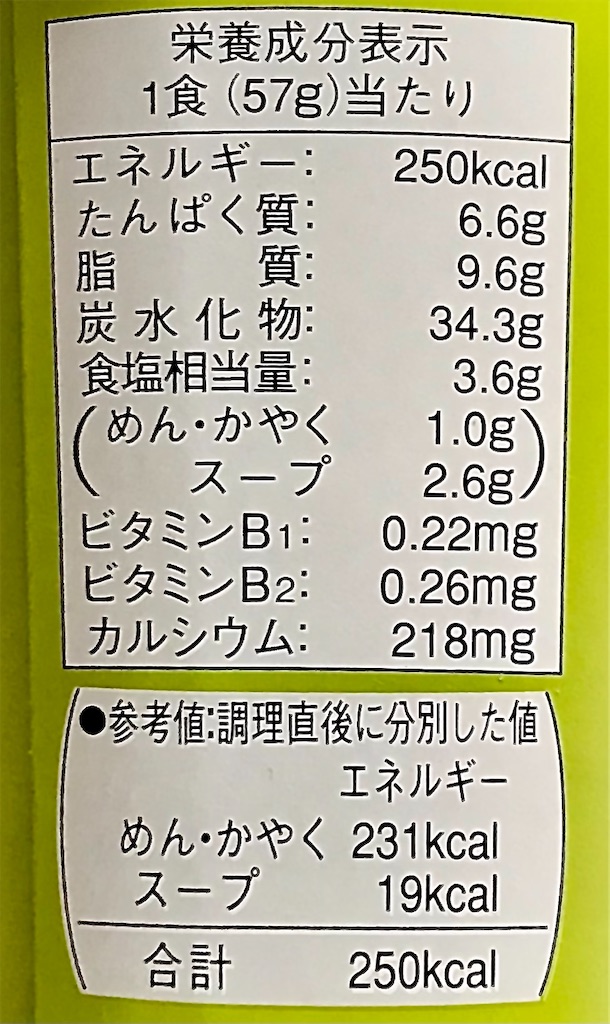 栄養成分表示
1食(57g)当たり
エネルギー: 250kcal
たんぱく質: 6.6g
脂質: 9.6g
炭水化物: 34.3g
食塩相当量: 3.6g
(めん・かやく 1.0g
スープ 2.6g)
ビタミンB1: 0.22mg
ビタミンB2: 0.26mg
カルシウム: 218mg
●参考値:調理直後に分別した値
エネルギー
めん・かやく 231kcal
スープ 19kcal
合計 250kcal